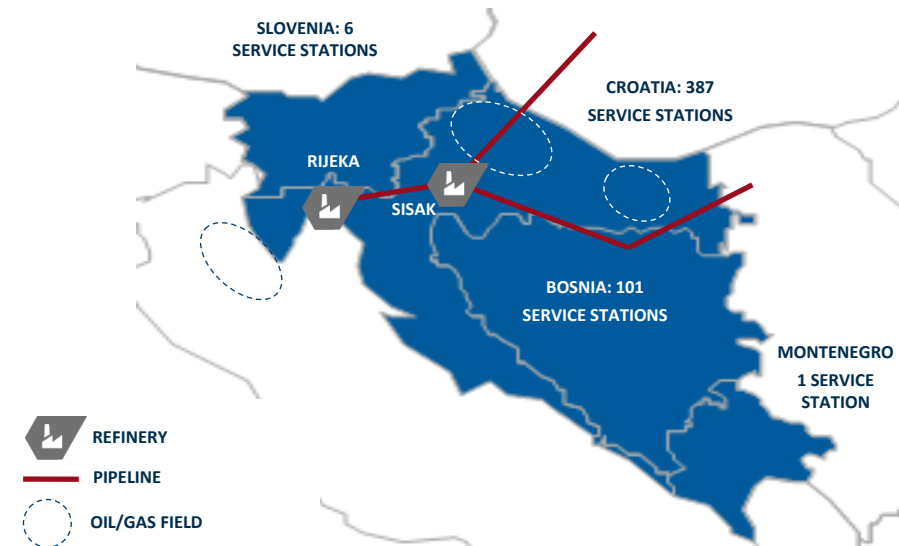 SLOVENIA: 6
SERVICE STATIONS
CROATIA: 387
SERVICE STATIONS
RIJEKA
SISAK
BOSNIA: 101
SERVICE STATIONS
MONTENEGRO
1 SERVICE
STATION
REFINERY
PIPELINE
OIL/GAS FIELD